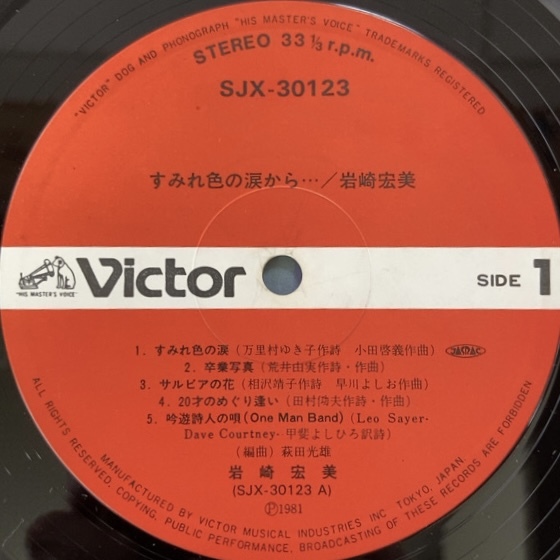 "VICTOR" DOG AND PHONOGRAPH "HIS MASTER'S VOICE" TRADEMARKS REGISTERED
STEREO 33 1/3 r.p.m.
SJX-30123
すみれ色の涙から…/岩崎宏美
"HIS MASTER'S VOICE"
Victor
SIDE 1
1. すみれ色の涙(万里村ゆき子作詩 小田啓義作曲) JASRAC
2. 卒業写真(荒井由実作詩・作曲)
3. サルビアの花(相沢靖子作詩 早川よしお作曲)
4. 20才のめぐり逢い(田村功夫作詩・作曲)
5. 吟遊詩人の唄(One Man Band)(Leo Sayer-
Dave Courtney-甲斐よしひろ訳詩)
(編曲)萩田光雄
岩崎宏美
(SJX-30123 A)
Ⓟ1981
ALL RIGHTS RESERVED. COPYING, PUBLIC PERFORMANCE, BROADCASTING OF THESE RECORDS ARE FORBIDDEN
MANUFACTURED BY VICTOR MUSICAL INDUSTRIES INC. TOKYO, JAPAN